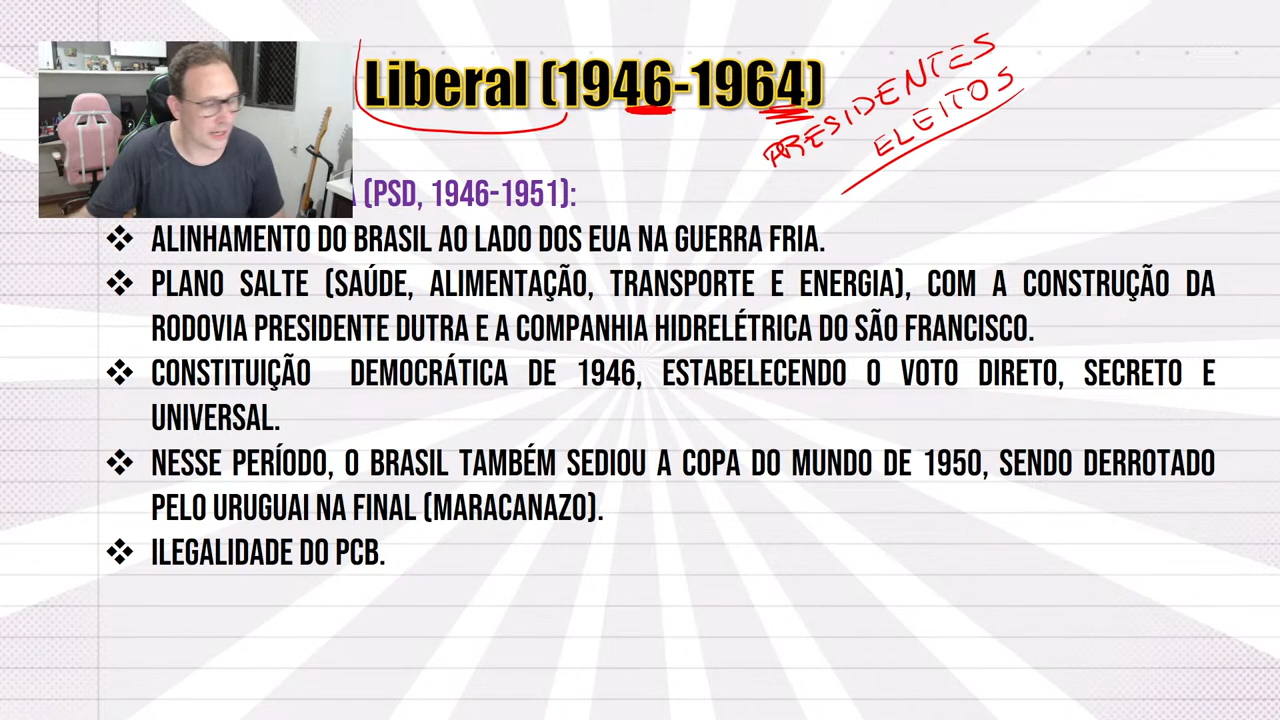 Liberal (1946-1964)
PRESIDENTES
ELEITOS
(PSD, 1946-1951):
❖ ALINHAMENTO DO BRASIL AO LADO DOS EUA NA GUERRA FRIA.
❖ PLANO SALTE (SAÚDE, ALIMENTAÇÃO, TRANSPORTE E ENERGIA), COM A CONSTRUÇÃO DA
RODOVIA PRESIDENTE DUTRA E A COMPANHIA HIDRELÉTRICA DO SÃO FRANCISCO.
❖ CONSTITUIÇÃO DEMOCRÁTICA DE 1946, ESTABELECENDO O VOTO DIRETO, SECRETO E
UNIVERSAL.
❖ NESSE PERÍODO, O BRASIL TAMBÉM SEDIOU A COPA DO MUNDO DE 1950, SENDO DERROTADO
PELO URUGUAI NA FINAL (MARACANAZO).
❖ ILEGALIDADE DO PCB.